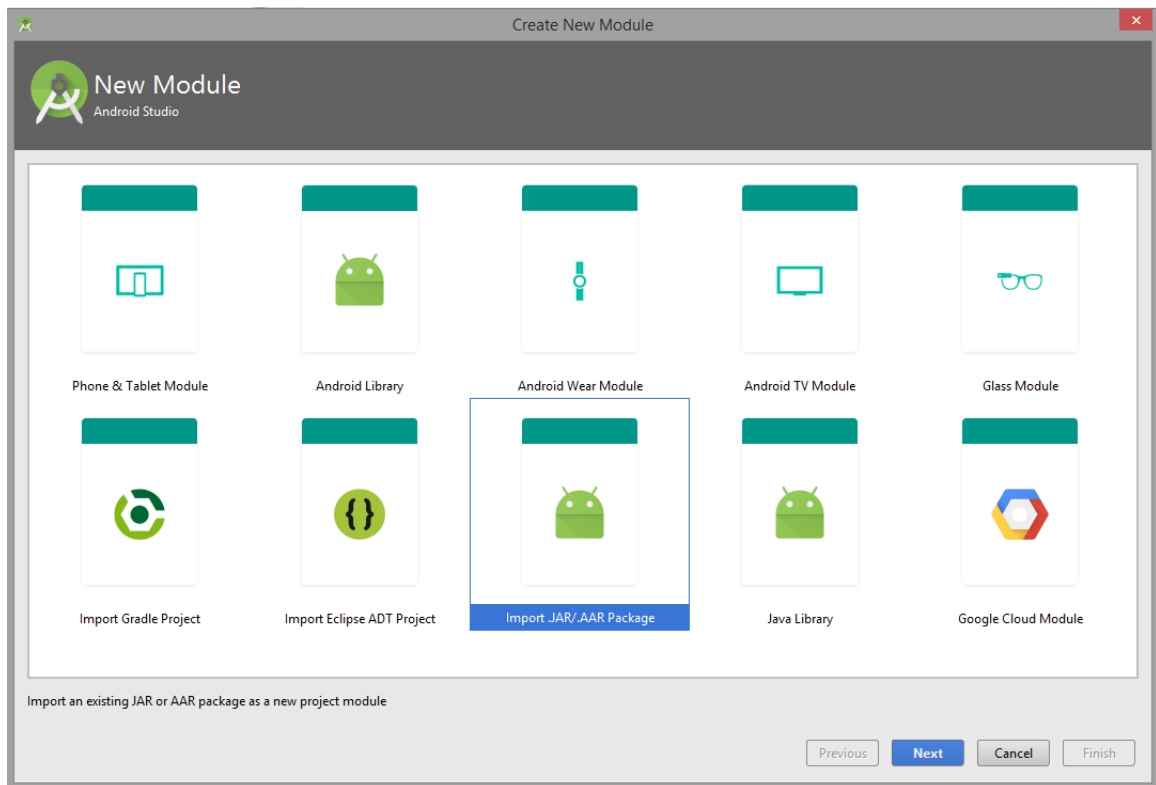 Create New Module
New Module
Android Studio
Phone & Tablet Module
Android Library
Android Wear Module
Android TV Module
Glass Module
{}
Import Gradle Project
Import Eclipse ADT Project
Import .JAR/.AAR Package
Java Library
Google Cloud Module
Import an existing JAR or AAR package as a new project module
Previous
Next
Cancel
Finish